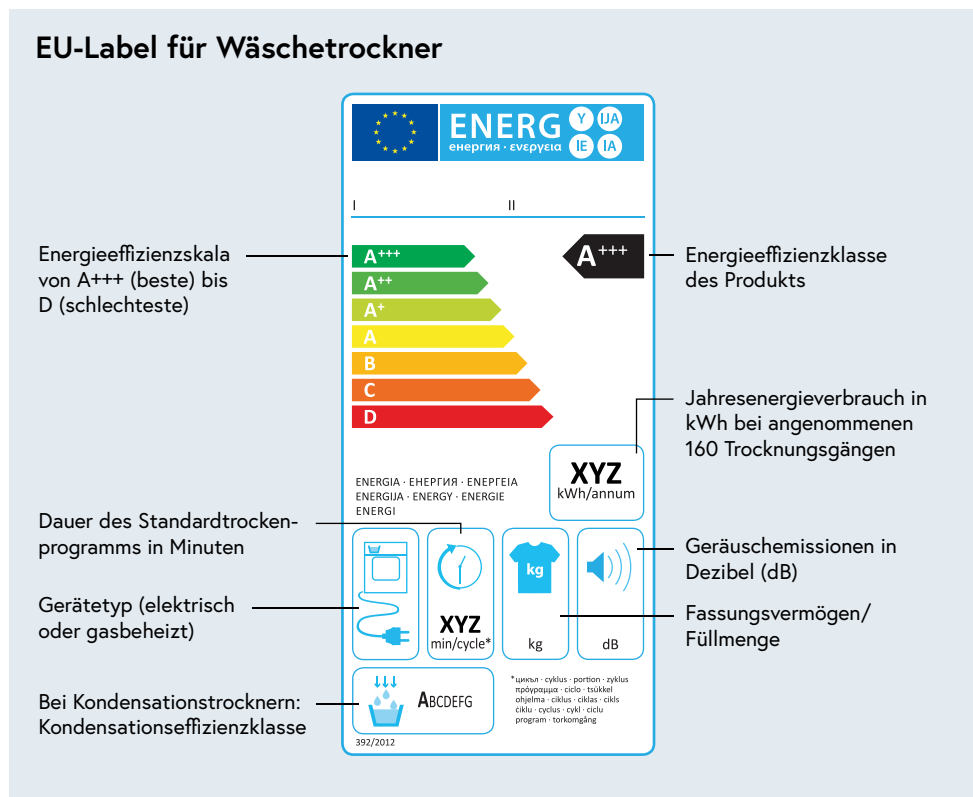 EU-Label für Wäschetrockner
ENERG
Y
IJA
енергия · ενεργεια
IE
IA
I
II
Energieeffizienzskala
von A+++ (beste) bis
D (schlechteste)
A+++
A++
A+
A
B
C
D
A+++
Energieeffizienzklasse
des Produkts
Jahresenergieverbrauch in
kWh bei angenommenen
160 Trocknungsgängen
XYZ
kWh/annum
ENERGIA · ЕНЕРГИЯ · ΕΝΕΡΓΕΙΑ
ENERGIJA · ENERGY · ENERGIE
ENERGI
Dauer des Standardtrocken-
programms in Minuten
Gerätetyp (elektrisch
oder gasbeheizt)
XYZ
min/cycle*
kg
kg
dB
Geräuschemissionen in
Dezibel (dB)
Fassungsvermögen/
Füllmenge
Bei Kondensationstrocknern:
Kondensationseffizienzklasse
ABCDEFG
*цикъл · cyklus · portion · zyklus
πρόγραμμα · ciclo · tsükkel
ohjelma · ciklus · ciklas · cikls
ċiklu · cyclus · cykl · ciclu
program · torkomgång
392/2012